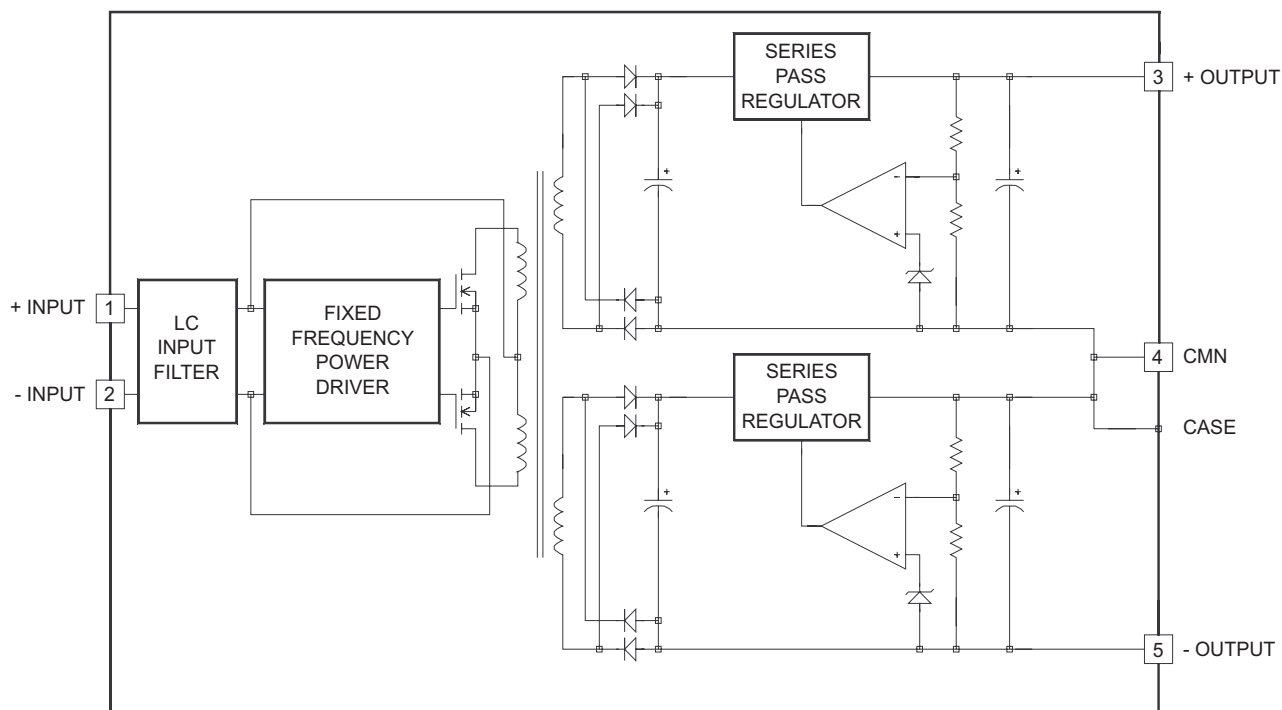 SERIES
PASS
REGULATOR
3
+ OUTPUT
+
−
+
+
+ INPUT
1
LC
INPUT
FILTER
FIXED
FREQUENCY
POWER
DRIVER
- INPUT
2
4
CMN
SERIES
PASS
REGULATOR
CASE
+
−
+
+
5
- OUTPUT